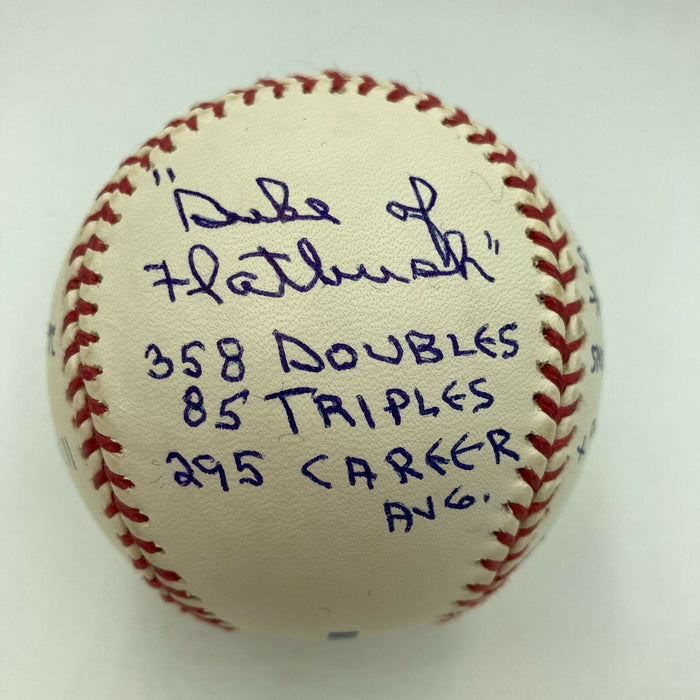 "Duke of
Flatbush"
358 DOUBLES
85 TRIPLES
295 CAREER
AVG.